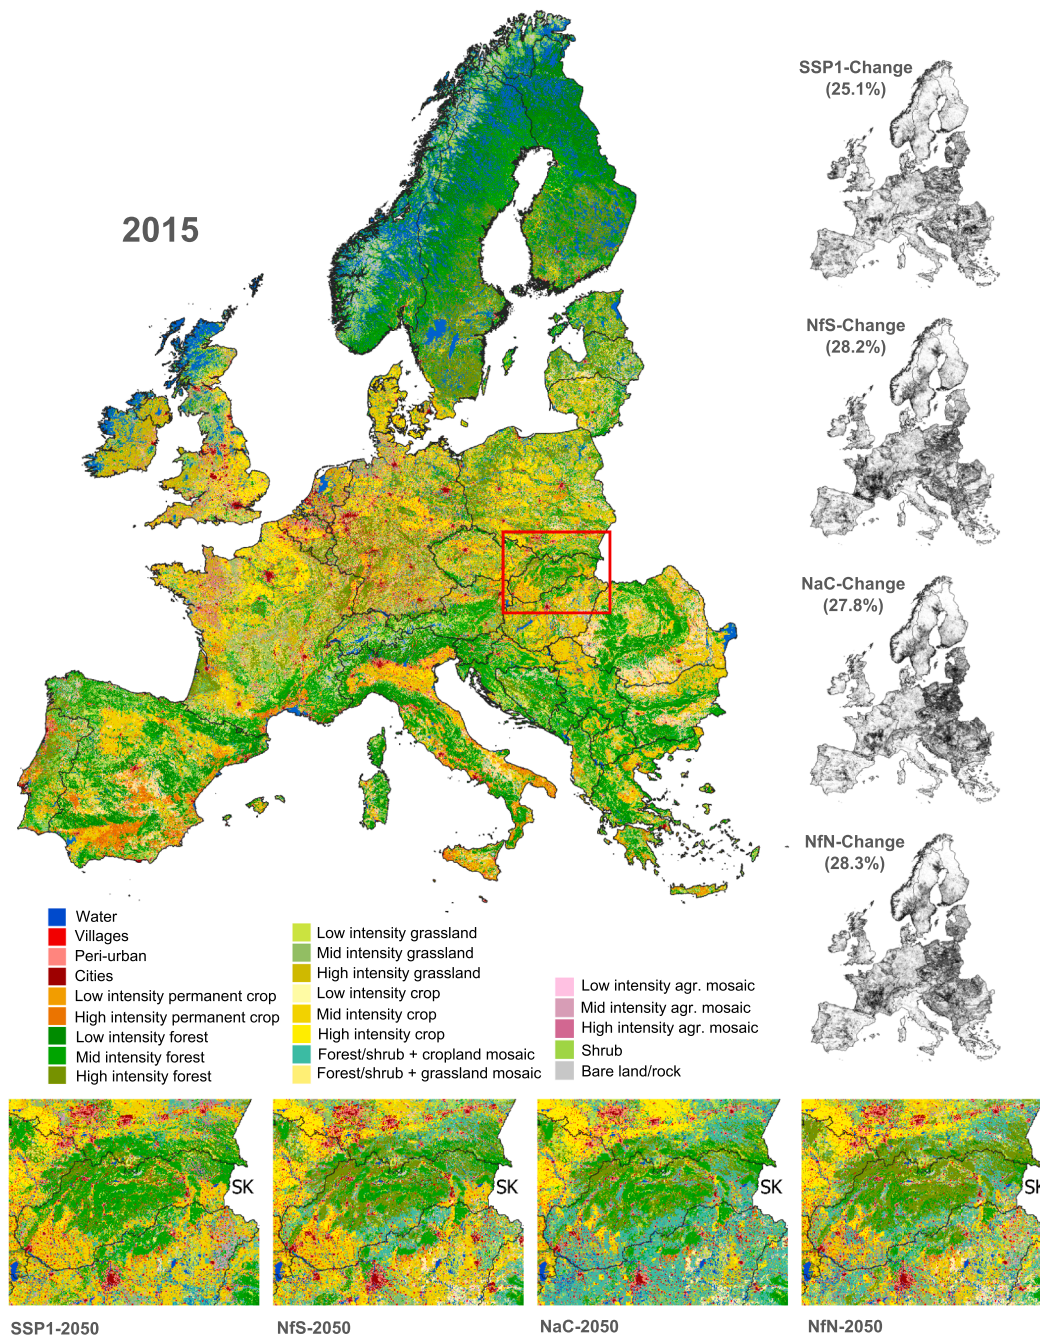 2015
SSP1-Change
(25.1%)
NfS-Change
(28.2%)
NaC-Change
(27.8%)
NfN-Change
(28.3%)
Water
Villages
Peri-urban
Cities
Low intensity permanent crop
High intensity permanent crop
Low intensity forest
Mid intensity forest
High intensity forest
Low intensity grassland
Mid intensity grassland
High intensity grassland
Low intensity crop
Mid intensity crop
High intensity crop
Forest/shrub + cropland mosaic
Forest/shrub + grassland mosaic
Low intensity agr. mosaic
Mid intensity agr. mosaic
High intensity agr. mosaic
Shrub
Bare land/rock
SK
SK
SK
SK
SSP1-2050
NfS-2050
NaC-2050
NfN-2050